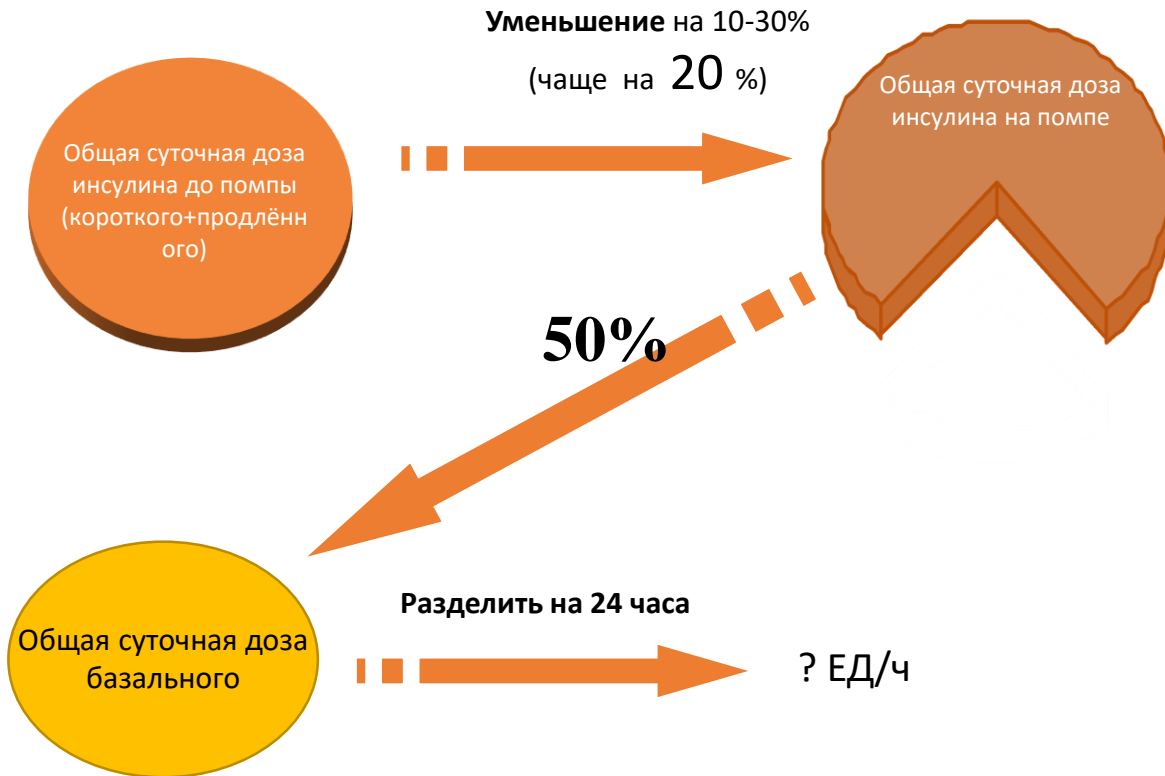 Уменьшение на 10-30%
(чаще на 20 %)
Общая суточная доза
инсулина до помпы
(короткого+продлённ
ого)
Общая суточная доза
инсулина на помпе
50%
Разделить на 24 часа
Общая суточная доза
базального
? ЕД/ч